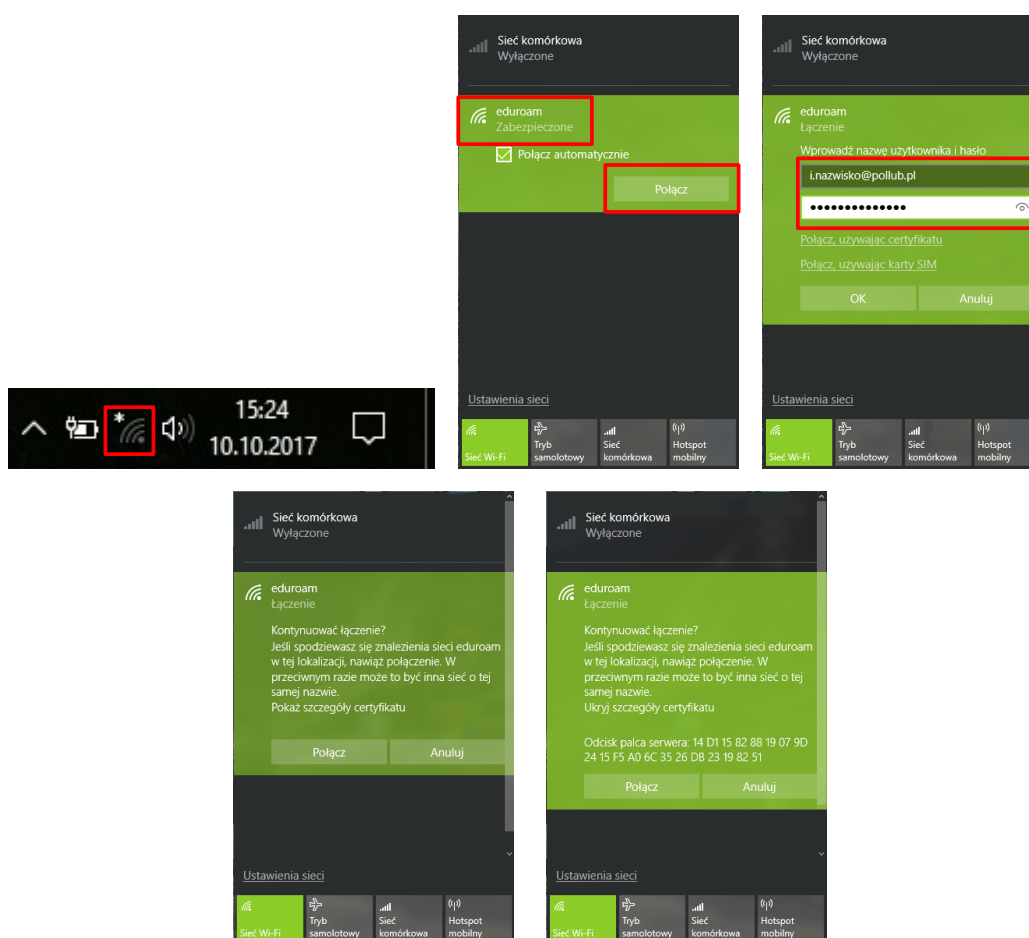 Sieć komórkowa
Wyłączone
eduroam
Zabezpieczone
Połącz automatycznie
Połącz
Ustawienia sieci
Sieć Wi-Fi
Tryb samolotowy
Sieć komórkowa
Hotspot mobilny
Sieć komórkowa
Wyłączone
eduroam
Łączenie
Wprowadź nazwę użytkownika i hasło
i.nazwisko@pollub.pl
••••••••••••••
Połącz, używając certyfikatu
Połącz, używając karty SIM
OK Anuluj
Ustawienia sieci
Sieć Wi-Fi
Tryb samolotowy
Sieć komórkowa
Hotspot mobilny
15:24
10.10.2017
Sieć komórkowa
Wyłączone
eduroam
Łączenie
Kontynuować łączenie?
Jeśli spodziewasz się znalezienia sieci eduroam
w tej lokalizacji, nawiąż połączenie. W
przeciwnym razie może to być inna sieć o tej
samej nazwie.
Pokaż szczegóły certyfikatu
Połącz Anuluj
Ustawienia sieci
Sieć Wi-Fi
Tryb samolotowy
Sieć komórkowa
Hotspot mobilny
Sieć komórkowa
Wyłączone
eduroam
Łączenie
Kontynuować łączenie?
Jeśli spodziewasz się znalezienia sieci eduroam
w tej lokalizacji, nawiąż połączenie. W
przeciwnym razie może to być inna sieć o tej
samej nazwie.
Ukryj szczegóły certyfikatu
Odcisk palca serwera: 14 D1 15 82 88 19 07 9D
24 15 F5 A0 6C 35 26 DB 23 19 82 51
Połącz Anuluj
Ustawienia sieci
Sieć Wi-Fi
Tryb samolotowy
Sieć komórkowa
Hotspot mobilny